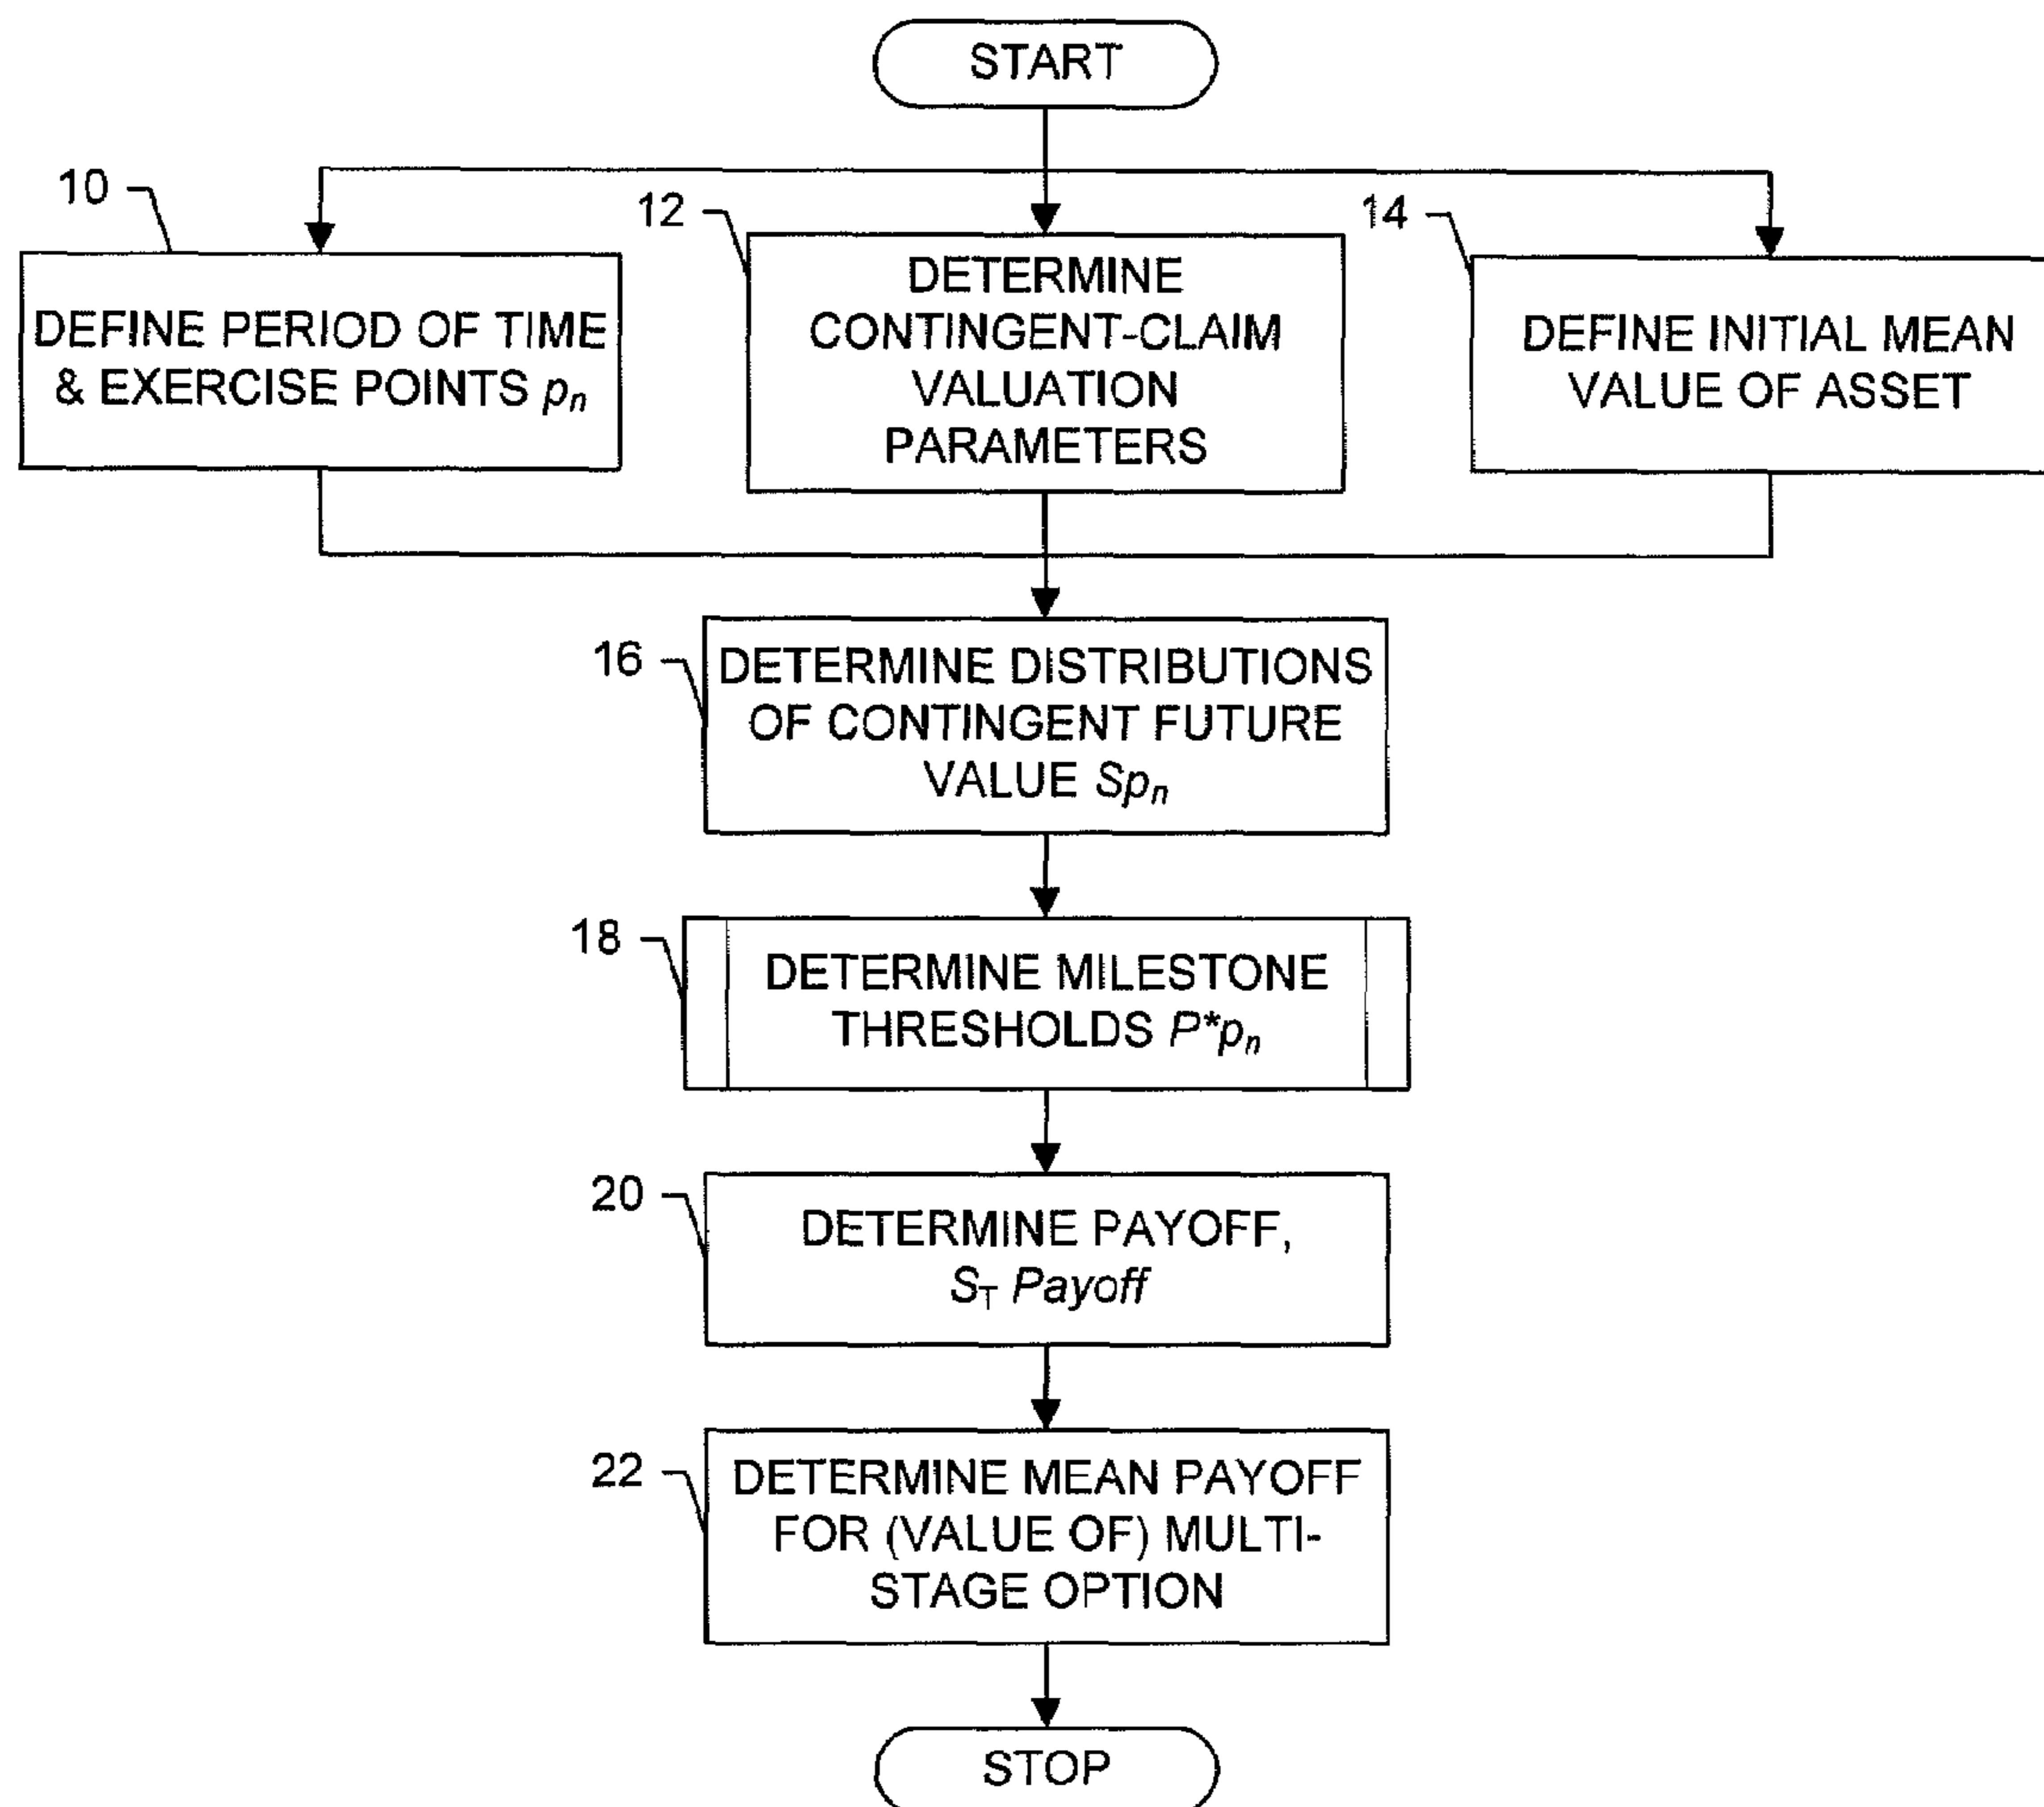 START
10
DEFINE PERIOD OF TIME
& EXERCISE POINTS pn
12
DETERMINE
CONTINGENT-CLAIM
VALUATION
PARAMETERS
14
DEFINE INITIAL MEAN
VALUE OF ASSET
16
DETERMINE DISTRIBUTIONS
OF CONTINGENT FUTURE
VALUE Spn
18
DETERMINE MILESTONE
THRESHOLDS P*pn
20
DETERMINE PAYOFF,
ST Payoff
22
DETERMINE MEAN PAYOFF
FOR (VALUE OF) MULTI-
STAGE OPTION
STOP